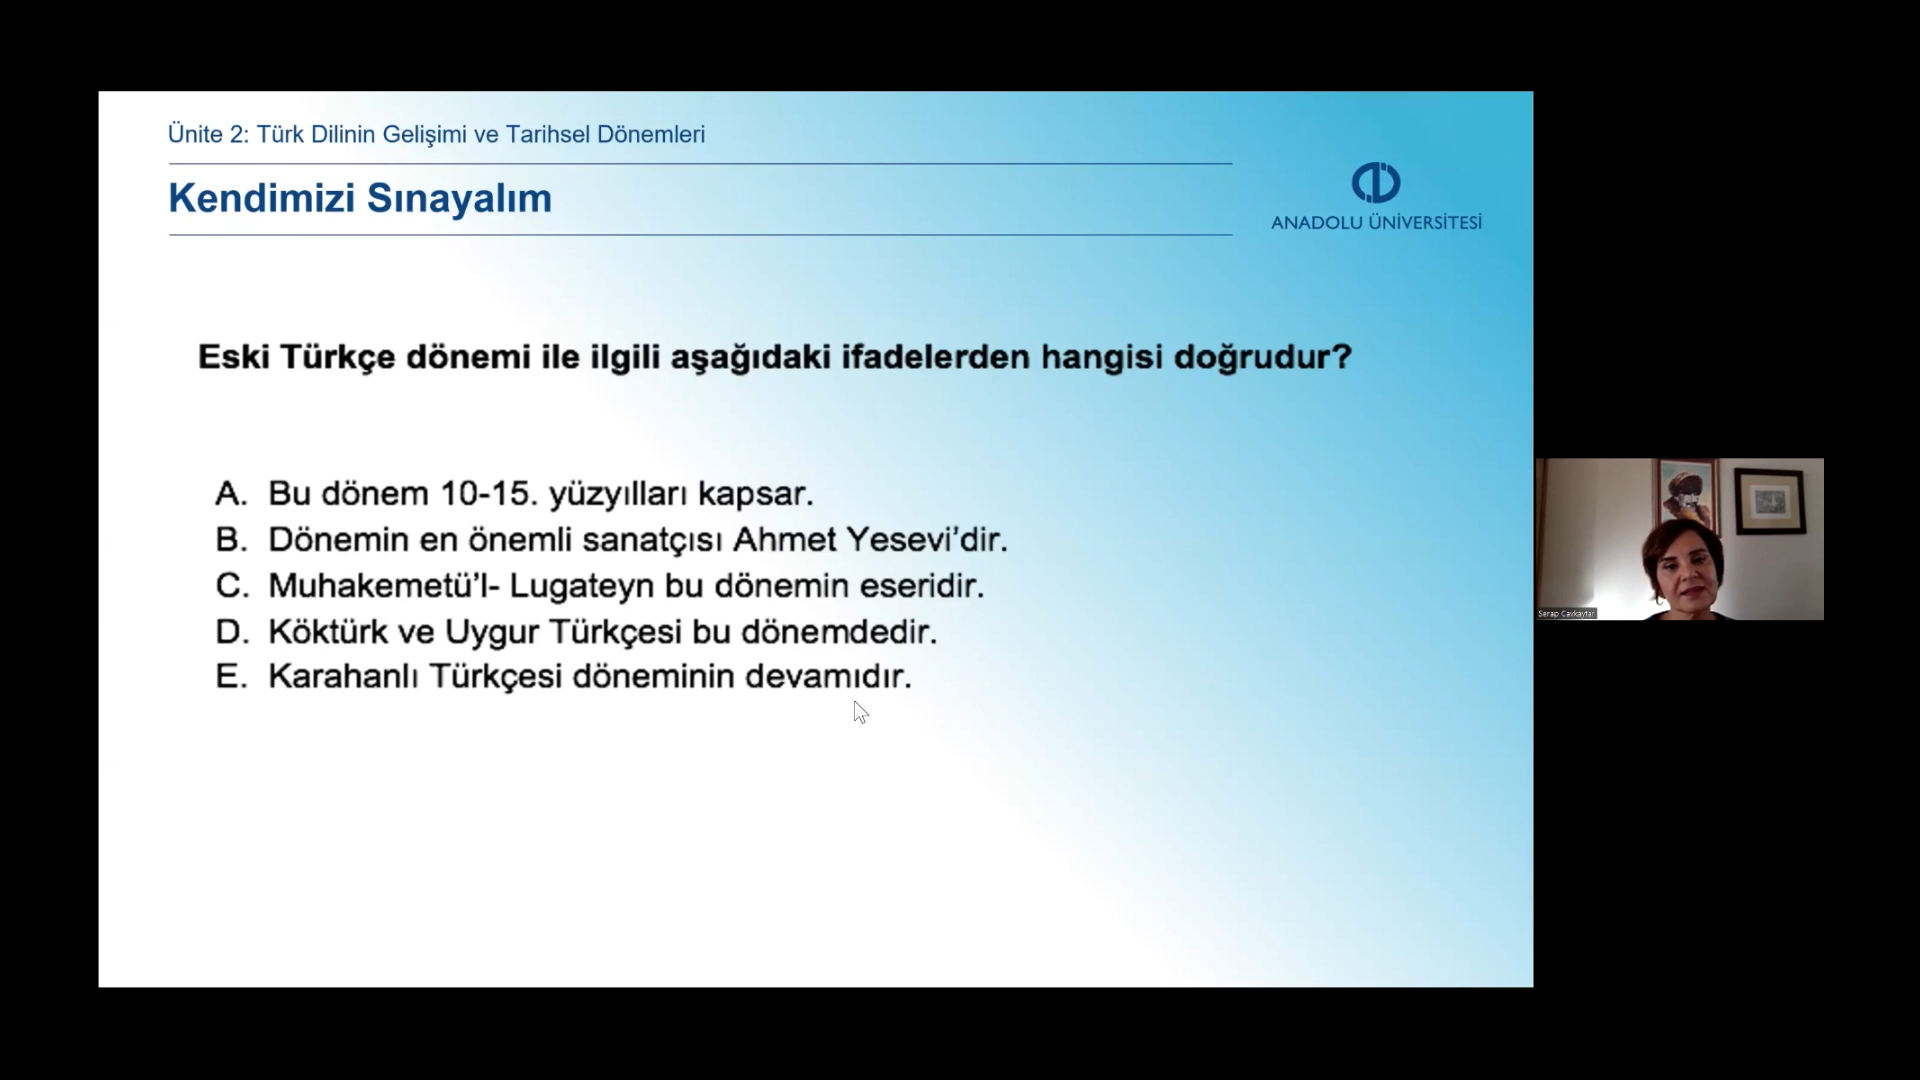 Ünite 2: Türk Dilinin Gelişimi ve Tarihsel Dönemleri
Kendimizi Sınayalım
ANADOLU ÜNİVERSİTESİ
Eski Türkçe dönemi ile ilgili aşağıdaki ifadelerden hangisi doğrudur?
A. Bu dönem 10-15. yüzyılları kapsar.
B. Dönemin en önemli sanatçısı Ahmet Yesevi’dir.
C. Muhakemetü’l- Lugateyn bu dönemin eseridir.
D. Köktürk ve Uygur Türkçesi bu dönemdedir.
E. Karahanlı Türkçesi döneminin devamıdır.
Serap Cavkaytar